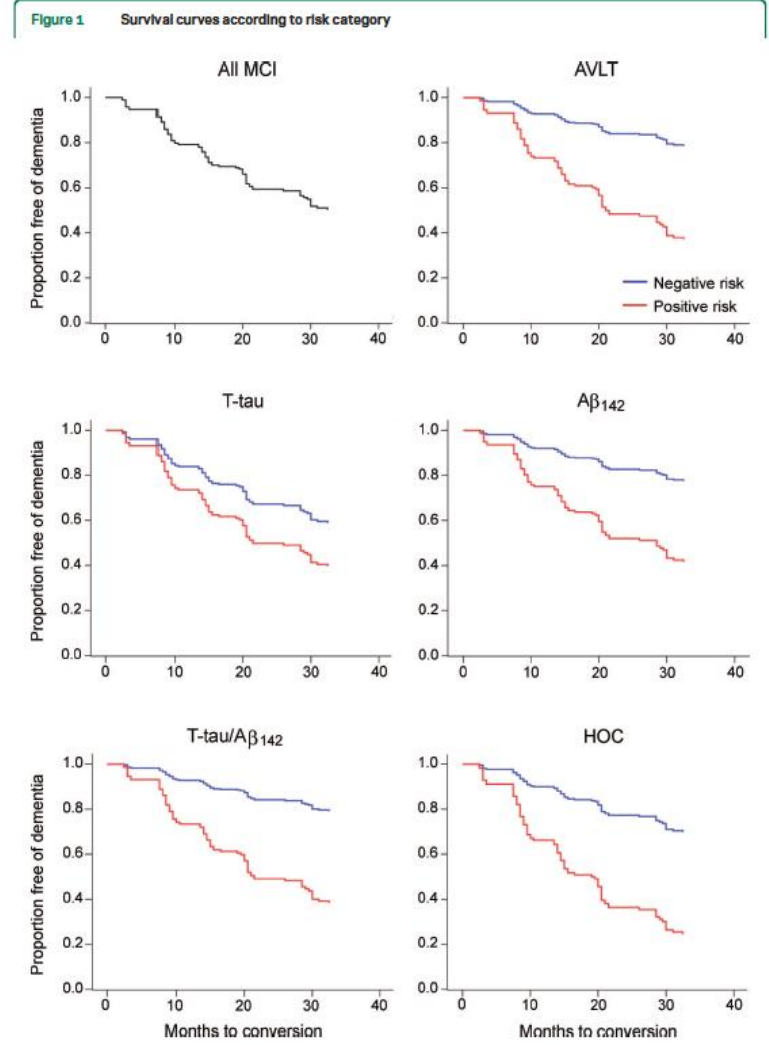 Figure 1 Survival curves according to risk category
All MCI
AVLT
Proportion free of dementia
1.0
0.8
0.6
0.4
0.2
0.0
0 10 20 30 40
1.0
0.8
0.6
0.4
0.2
0.0
0 10 20 30 40
Negative risk
Positive risk
T-tau
Aβ142
Proportion free of dementia
1.0
0.8
0.6
0.4
0.2
0.0
0 10 20 30 40
1.0
0.8
0.6
0.4
0.2
0.0
0 10 20 30 40
T-tau/Aβ142
HOC
Proportion free of dementia
1.0
0.8
0.6
0.4
0.2
0.0
0 10 20 30 40
Months to conversion
1.0
0.8
0.6
0.4
0.2
0.0
0 10 20 30 40
Months to conversion